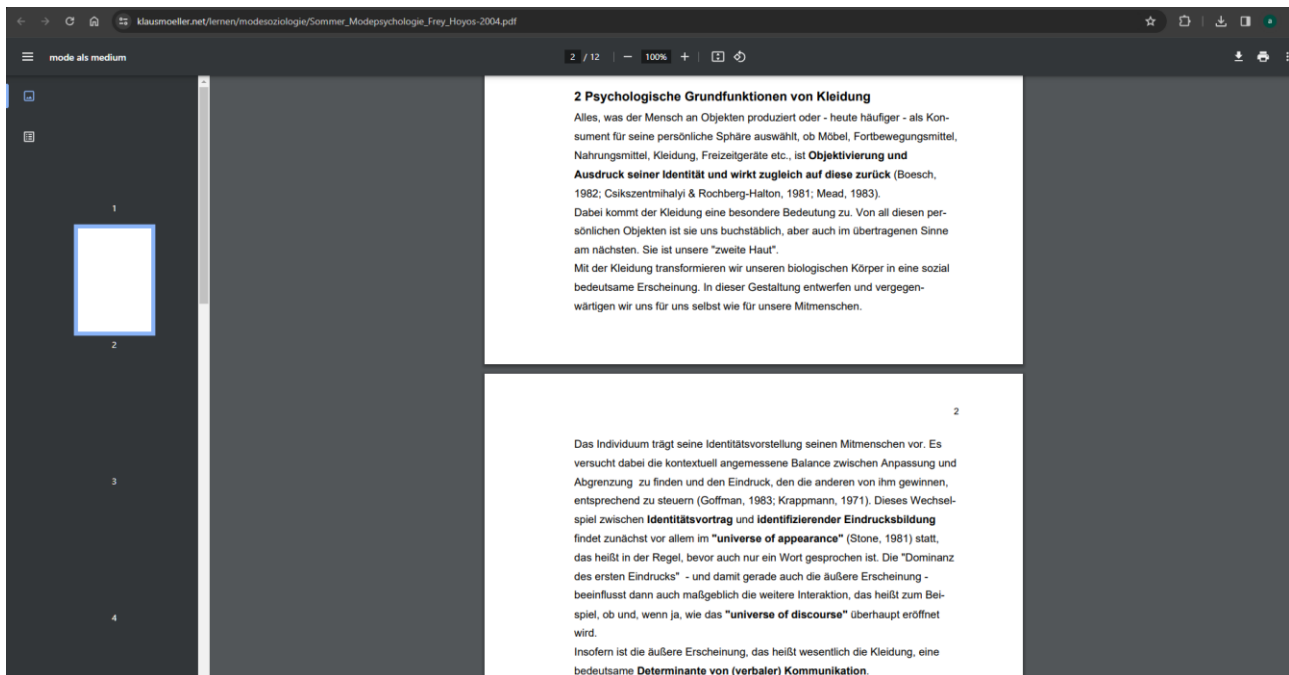 klausmoeller.net/lernen/modesoziologie/Sommer_Modepsychologie_Frey_Hoyos-2004.pdf
a
mode als medium
2 / 12
100%
1
2
3
4
2 Psychologische Grundfunktionen von Kleidung
Alles, was der Mensch an Objekten produziert oder - heute häufiger - als Kon-
sument für seine persönliche Sphäre auswählt, ob Möbel, Fortbewegungsmittel,
Nahrungsmittel, Kleidung, Freizeitgeräte etc., ist Objektivierung und
Ausdruck seiner Identität und wirkt zugleich auf diese zurück (Boesch,
1982; Csikszentmihalyi & Rochberg-Halton, 1981; Mead, 1983).
Dabei kommt der Kleidung eine besondere Bedeutung zu. Von all diesen per-
sönlichen Objekten ist sie uns buchstäblich, aber auch im übertragenen Sinne
am nächsten. Sie ist unsere "zweite Haut".
Mit der Kleidung transformieren wir unseren biologischen Körper in eine sozial
bedeutsame Erscheinung. In dieser Gestaltung entwerfen und vergegen-
wärtigen wir uns für uns selbst wie für unsere Mitmenschen.
2
Das Individuum trägt seine Identitätsvorstellung seinen Mitmenschen vor. Es
versucht dabei die kontextuell angemessene Balance zwischen Anpassung und
Abgrenzung zu finden und den Eindruck, den die anderen von ihm gewinnen,
entsprechend zu steuern (Goffman, 1983; Krappmann, 1971). Dieses Wechsel-
spiel zwischen Identitätsvortrag und identifizierender Eindrucksbildung
findet zunächst vor allem im "universe of appearance" (Stone, 1981) statt,
das heißt in der Regel, bevor auch nur ein Wort gesprochen ist. Die "Dominanz
des ersten Eindrucks" - und damit gerade auch die äußere Erscheinung -
beeinflusst dann auch maßgeblich die weitere Interaktion, das heißt zum Bei-
spiel, ob und, wenn ja, wie das "universe of discourse" überhaupt eröffnet
wird.
Insofern ist die äußere Erscheinung, das heißt wesentlich die Kleidung, eine
bedeutsame Determinante von (verbaler) Kommunikation.